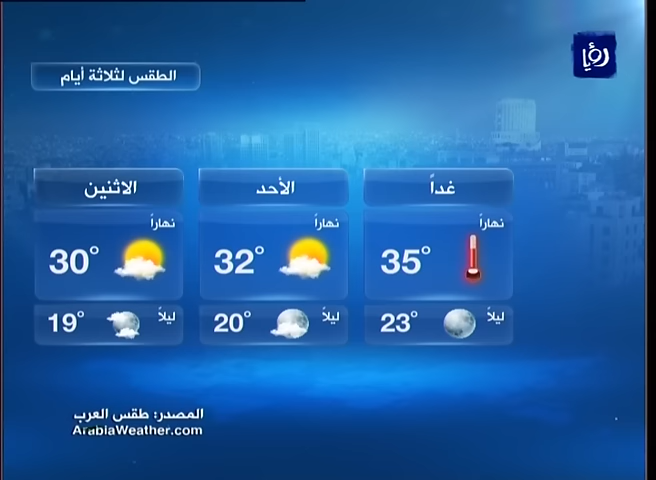 رؤيا
الطقس لثلاثة أيام
غداً
الأحد
الاثنين
نهاراً
نهاراً
نهاراً
35°
32°
30°
ليلاً
ليلاً
ليلاً
23°
20°
19°
المصدر: طقس العرب
ArabiaWeather.com